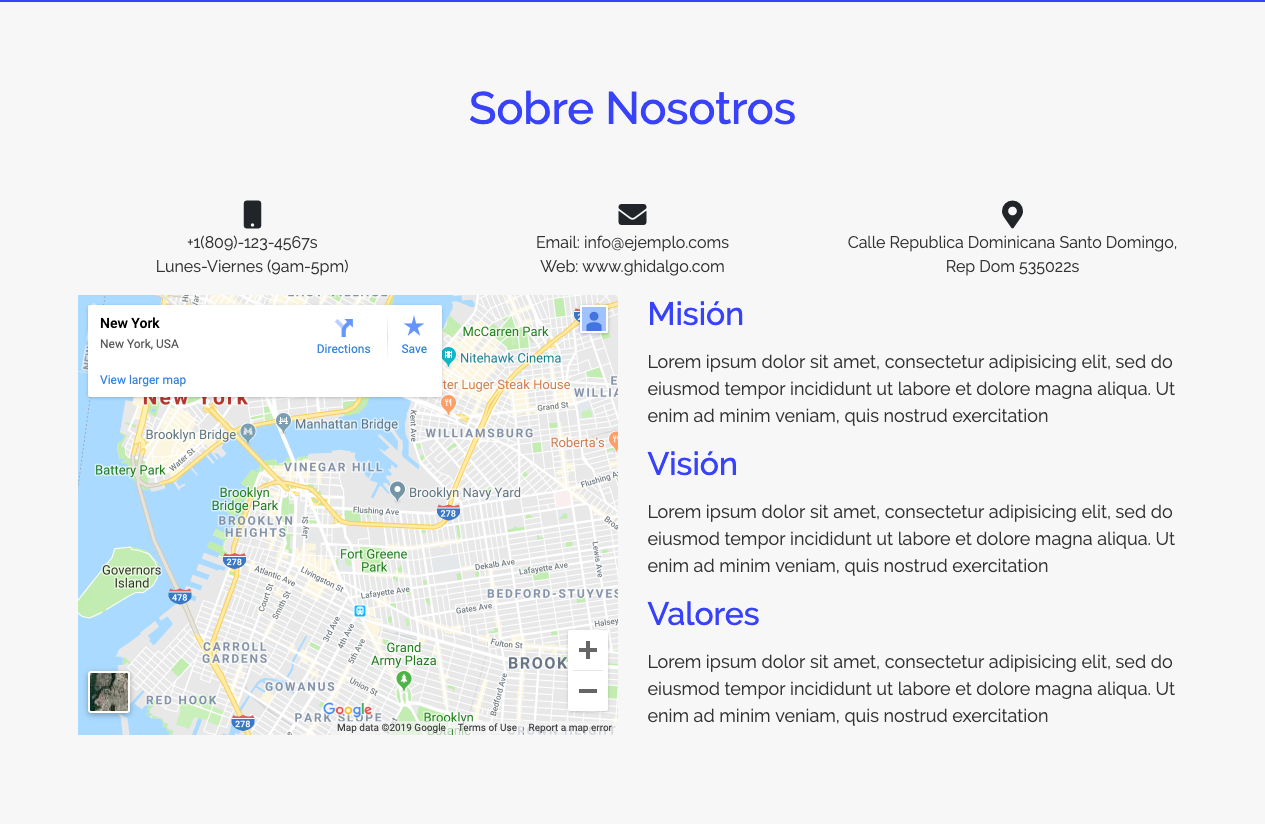 Sobre Nosotros
+1(809)-123-4567s
Lunes-Viernes (9am-5pm)
Email: info@ejemplo.coms
Web: www.ghidalgo.com
Calle Republica Dominicana Santo Domingo,
Rep Dom 535022s
New York
New York, USA
Directions
Save
View larger map
McCarren Park
Nitehawk Cinema
ter Luger Steak House
Grand St
WILLIA
New York
Manhattan Bridge
Kent Ave
WILLIAMSBURG
Brooklyn Bridge
Roberta's
Water St
Battery Park
VINEGAR HILL
Flushing A
Brooklyn
Bridge Park
Brooklyn Navy Yard
278
Flushing Ave
Jay St
BROOKLYN
HEIGHTS
Broa
Fort Greene
Park
Lewis Ave
278
Dekalb Ave
Lafayette Ave
Governors
Island
Atlantic Ave
Livingston St
Lafayette Ave
BEDFORD-STUYVES
478
Court St
Smith St
Gates Ave
Halsey
3rd Ave
4th Ave
5th Ave
Fulton St
CARROLL
GARDENS
Grand
Army Plaza
BROOK
GOWANUS
Union St
Bedford Ave
RED HOOK
Google
PARK SLOPE
Brooklyn
Botanic
278
Map data ©2019 Google
Terms of Use
Report a map error
Misión
Lorem ipsum dolor sit amet, consectetur adipisicing elit, sed do
eiusmod tempor incididunt ut labore et dolore magna aliqua. Ut
enim ad minim veniam, quis nostrud exercitation
Visión
Lorem ipsum dolor sit amet, consectetur adipisicing elit, sed do
eiusmod tempor incididunt ut labore et dolore magna aliqua. Ut
enim ad minim veniam, quis nostrud exercitation
Valores
Lorem ipsum dolor sit amet, consectetur adipisicing elit, sed do
eiusmod tempor incididunt ut labore et dolore magna aliqua. Ut
enim ad minim veniam, quis nostrud exercitation